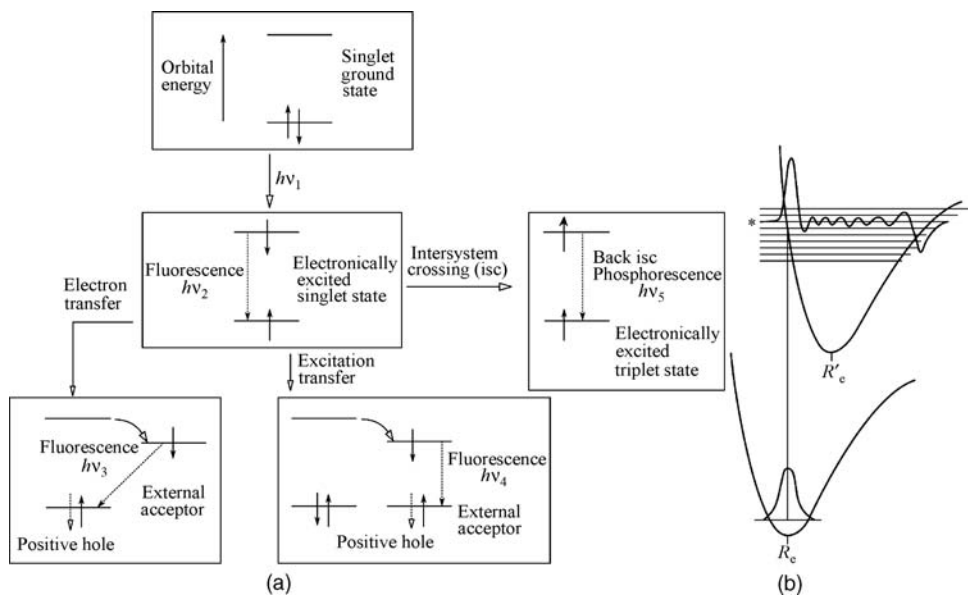 Orbital
energy
Singlet
ground
state
hν₁
Fluorescence
hν₂
Electronically
excited
singlet state
Intersystem
crossing (isc)
Back isc
Phosphorescence
hν₅
Electronically
excited
triplet state
Electron
transfer
Excitation
transfer
Fluorescence
hν₃
External
acceptor
Positive hole
Fluorescence
hν₄
External
acceptor
Positive hole
(a)
*
R'ₑ
Rₑ
(b)